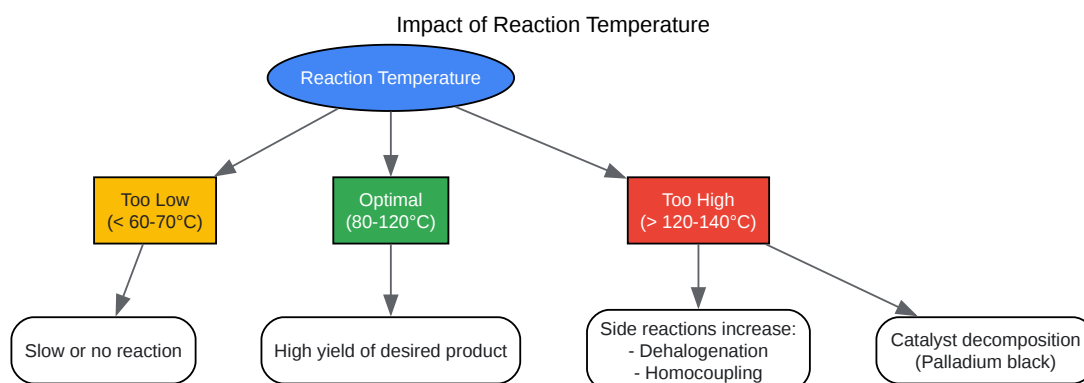 Impact of Reaction Temperature
Reaction Temperature
Too Low
(< 60-70°C)
Optimal
(80-120°C)
Too High
(> 120-140°C)
Slow or no reaction
High yield of desired product
Side reactions increase:
- Dehalogenation
- Homocoupling
Catalyst decomposition
(Palladium black)